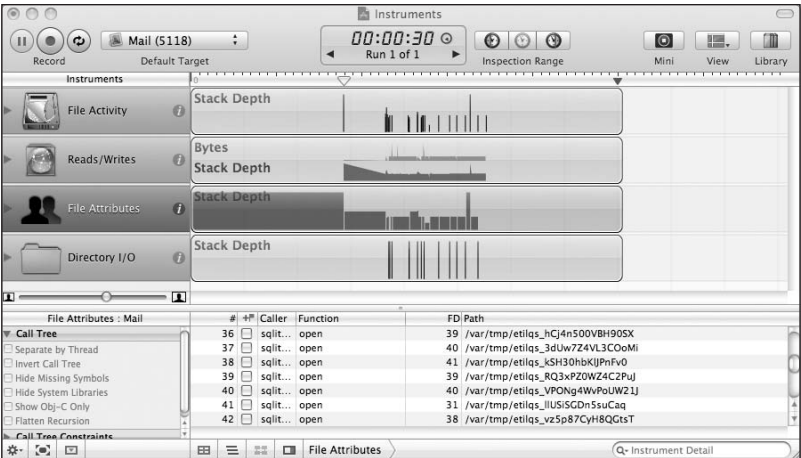 Instruments
Mail (5118)
00:00:30
Run 1 of 1
Record
Default Target
Inspection Range
Mini
View
Library
Instruments
0
File Activity
Stack Depth
Reads/Writes
Bytes
Stack Depth
File Attributes
Stack Depth
Directory I/O
Stack Depth
File Attributes : Mail
# Caller Function FD Path
Call Tree
Separate by Thread
Invert Call Tree
Hide Missing Symbols
Hide System Libraries
Show Obj-C Only
Flatten Recursion
Call Tree Constraints
36 sqlit... open 39 /var/tmp/etilqs_hCj4n500VBH90SX
37 sqlit... open 40 /var/tmp/etilqs_3dUw7Z4VL3COoMi
38 sqlit... open 41 /var/tmp/etilqs_kSH30hbKlJPnFv0
39 sqlit... open 39 /var/tmp/etilqs_RQ3xPZ0WZ4C2PuJ
40 sqlit... open 40 /var/tmp/etilqs_VPONg4WvPoUW21J
41 sqlit... open 31 /var/tmp/etilqs_llUSiSGDn5suCaq
42 sqlit... open 38 /var/tmp/etilqs_vz5p87CyH8QGtsT
File Attributes
Instrument Detail